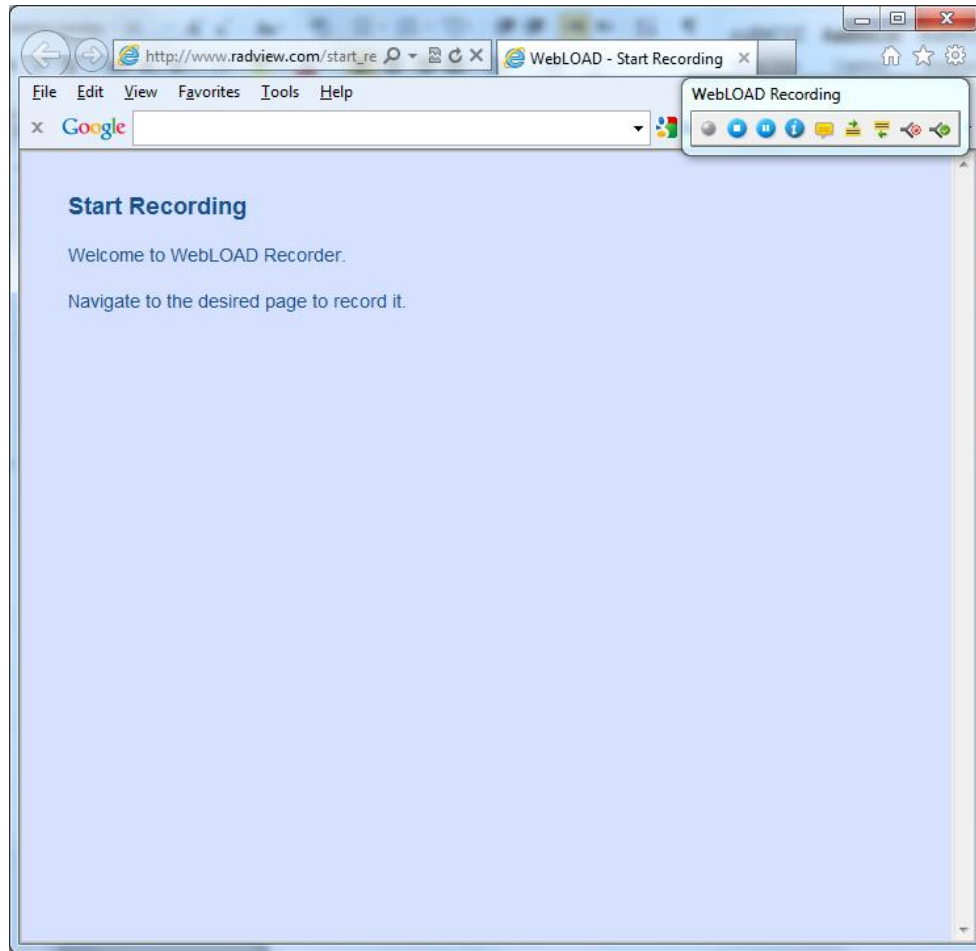 http://www.radview.com/start_re
WebLOAD - Start Recording
File Edit View Favorites Tools Help
WebLOAD Recording
x Google
Start Recording
Welcome to WebLOAD Recorder.
Navigate to the desired page to record it.